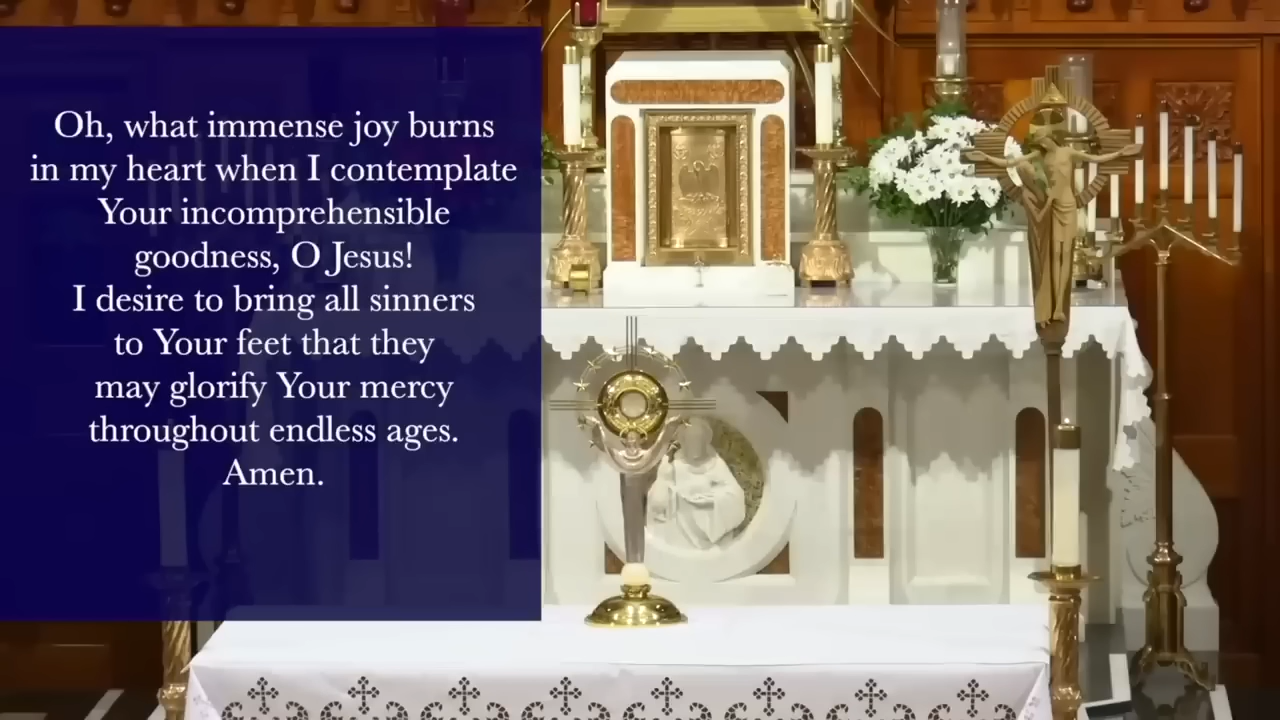 Oh, what immense joy burns
in my heart when I contemplate
Your incomprehensible
goodness, O Jesus!
I desire to bring all sinners
to Your feet that they
may glorify Your mercy
throughout endless ages.
Amen.